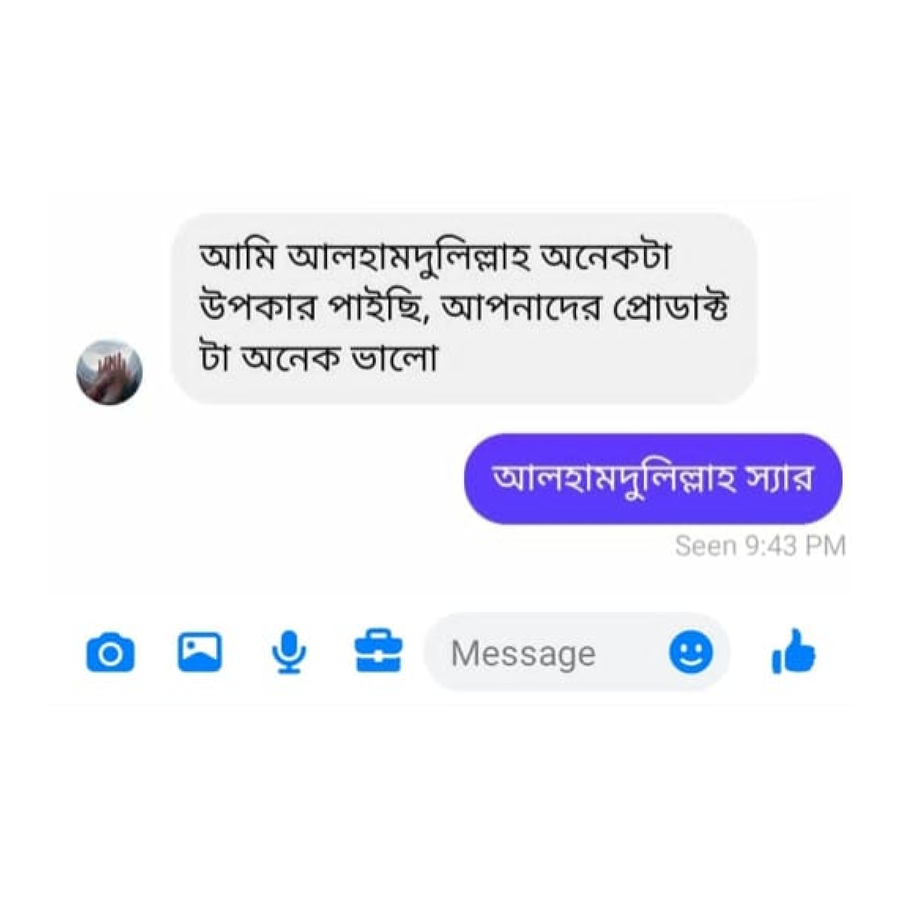 আমি আলহামদুলিল্লাহ অনেকটা
উপকার পাইছি, আপনাদের প্রোডাক্ট
টা অনেক ভালো
আলহামদুলিল্লাহ স্যার
Seen 9:43 PM
Message